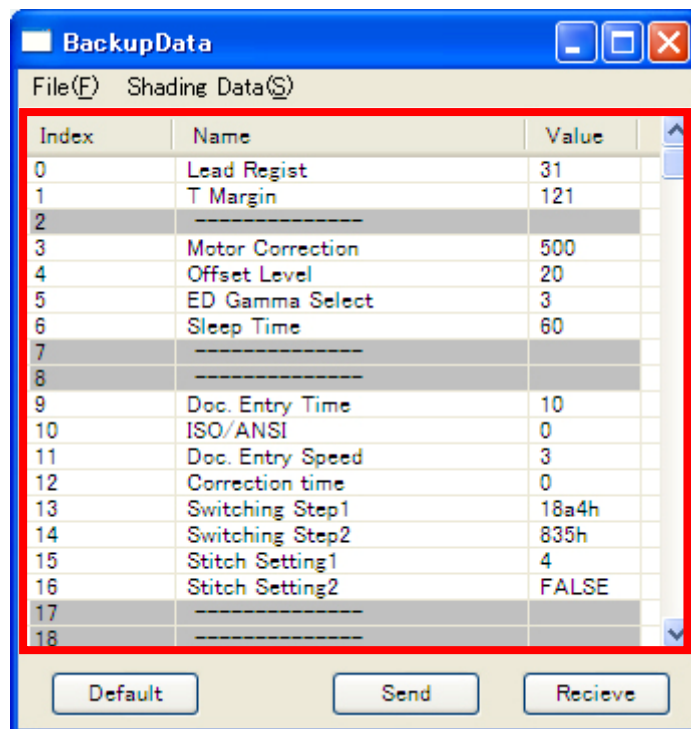 BackupData
File(F) Shading Data(S)
Index Name Value
0 Lead Regist 31
1 T Margin 121
2 --------------
3 Motor Correction 500
4 Offset Level 20
5 ED Gamma Select 3
6 Sleep Time 60
7 --------------
8 --------------
9 Doc. Entry Time 10
10 ISO/ANSI 0
11 Doc. Entry Speed 3
12 Correction time 0
13 Switching Step1 18a4h
14 Switching Step2 835h
15 Stitch Setting1 4
16 Stitch Setting2 FALSE
17 --------------
18 --------------
Default Send Recieve